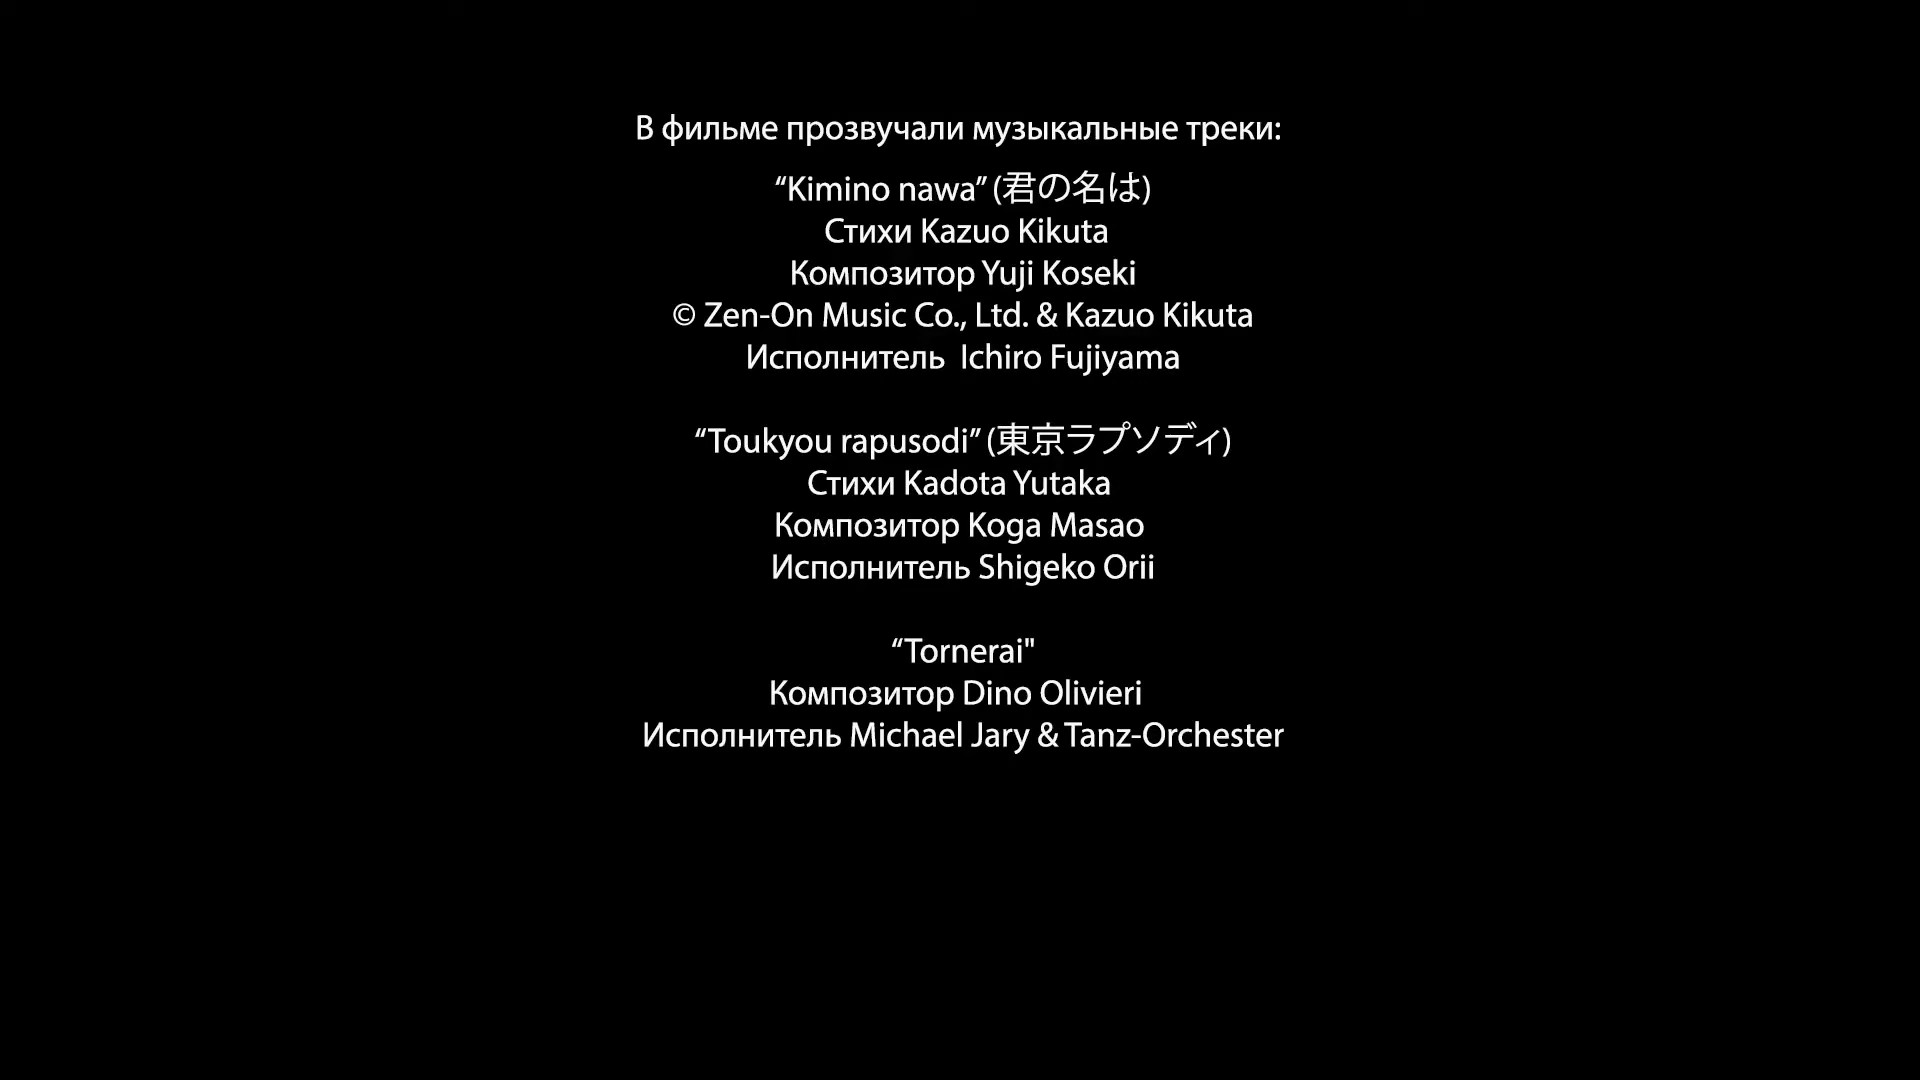 В фильме прозвучали музыкальные треки:
“Kimino nawa” (君の名は)
Стихи Kazuo Kikuta
Композитор Yuji Koseki
© Zen-On Music Co., Ltd. & Kazuo Kikuta
Исполнитель  Ichiro Fujiyama
“Toukyou rapusodi” (東京ラプソディ)
Стихи Kadota Yutaka
Композитор Koga Masao
Исполнитель Shigeko Orii
“Tornerai"
Композитор Dino Olivieri
Исполнитель Michael Jary & Tanz-Orchester